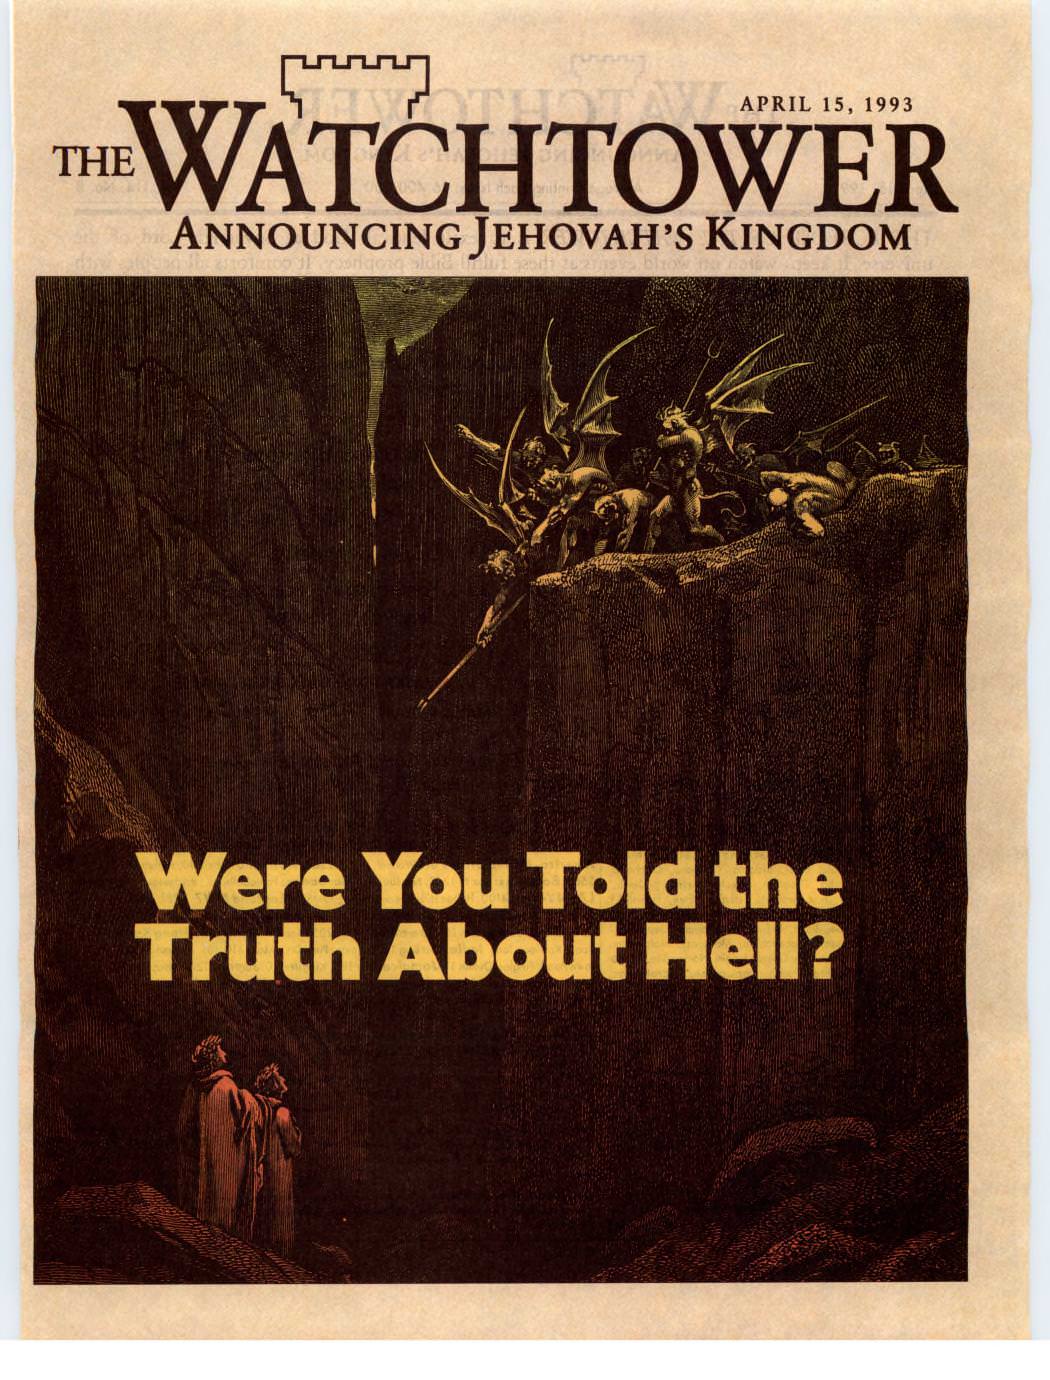 APRIL 15, 1993
THE WATCHTOWER
ANNOUNCING JEHOVAH'S KINGDOM
Were You Told the
Truth About Hell?